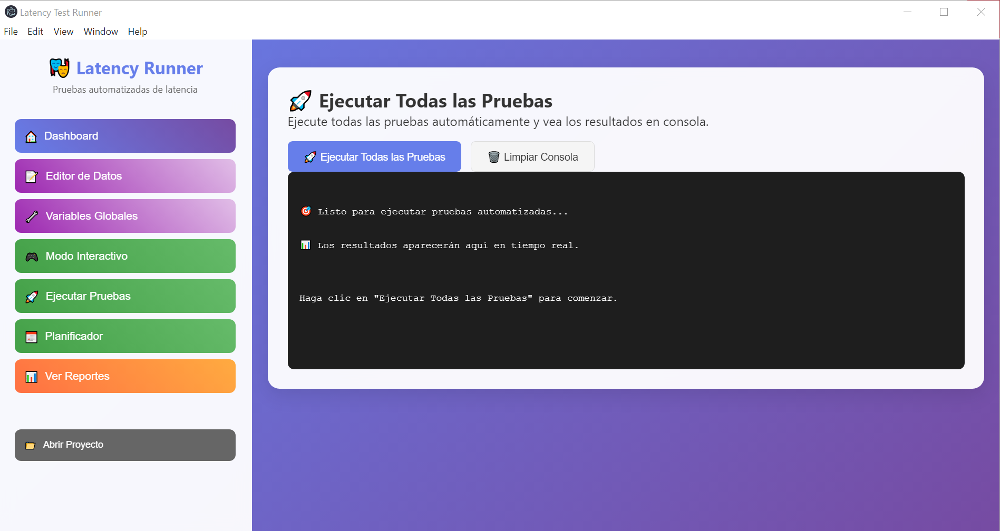 Latency Test Runner
File Edit View Window Help
Latency Runner
Pruebas automatizadas de latencia
Dashboard
Editor de Datos
Variables Globales
Modo Interactivo
Ejecutar Pruebas
Planificador
Ver Reportes
Abrir Proyecto
Ejecutar Todas las Pruebas
Ejecute todas las pruebas automáticamente y vea los resultados en consola.
Ejecutar Todas las Pruebas
Limpiar Consola
Listo para ejecutar pruebas automatizadas...
Los resultados aparecerán aquí en tiempo real.
Haga clic en "Ejecutar Todas las Pruebas" para comenzar.